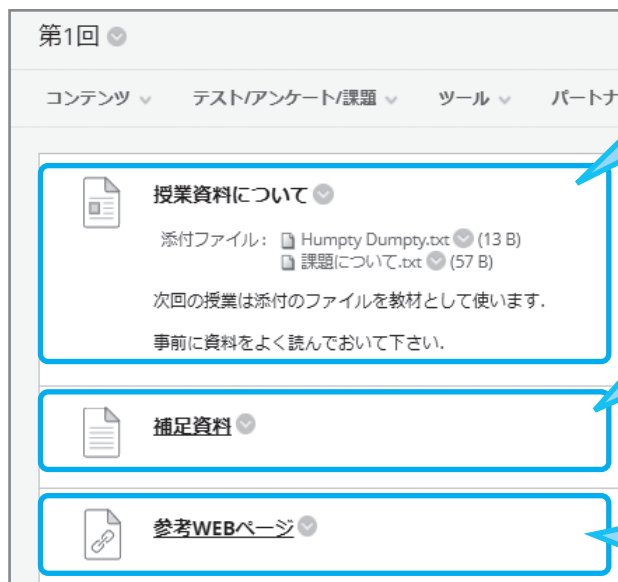 第1回
コンテンツ テスト/アンケート/課題 ツール パートナ
授業資料について
添付ファイル: Humpty Dumpty.txt (13 B)
課題について.txt (57 B)
次回の授業は添付のファイルを教材として使います.
事前に資料をよく読んでおいて下さい.
補足資料
参考WEBページ